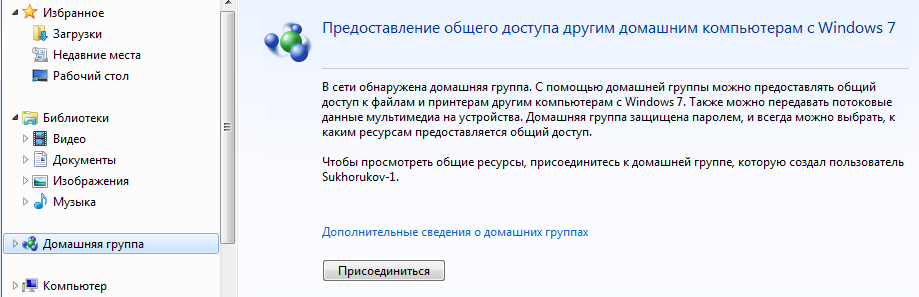 Избранное
Загрузки
Недавние места
Рабочий стол
Библиотеки
Видео
Документы
Изображения
Музыка
Домашняя группа
Компьютер
Предоставление общего доступа другим домашним компьютерам с Windows 7
В сети обнаружена домашняя группа. С помощью домашней группы можно предоставлять общий
доступ к файлам и принтерам другим компьютерам с Windows 7. Также можно передавать потоковые
данные мультимедиа на устройства. Домашняя группа защищена паролем, и всегда можно выбрать, к
каким ресурсам предоставляется общий доступ.
Чтобы просмотреть общие ресурсы, присоединитесь к домашней группе, которую создал пользователь
Sukhorukov-1.
Дополнительные сведения о домашних группах
Присоединиться